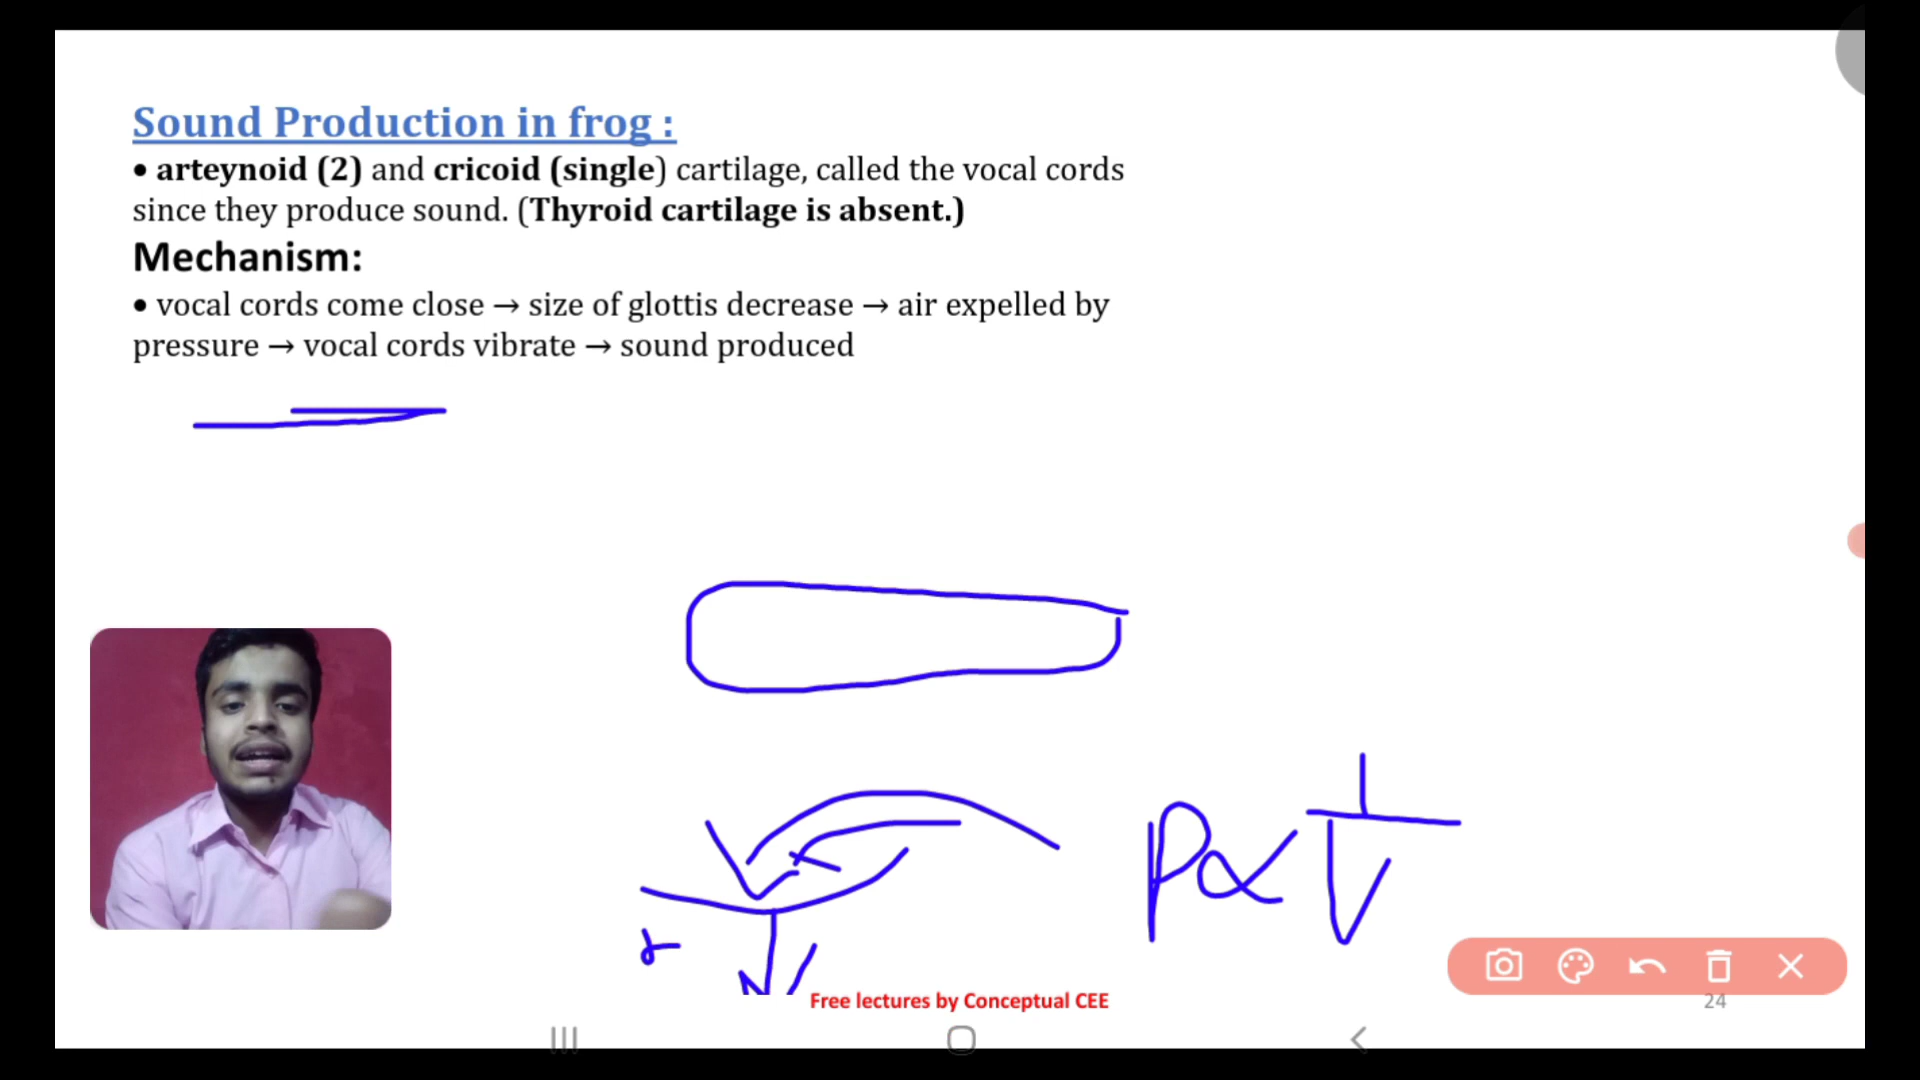 Sound Production in frog :
• arteynoid (2) and cricoid (single) cartilage, called the vocal cords
since they produce sound. (Thyroid cartilage is absent.)
Mechanism:
• vocal cords come close → size of glottis decrease → air expelled by
pressure → vocal cords vibrate → sound produced
P∝1/V
Free lectures by Conceptual CEE
24